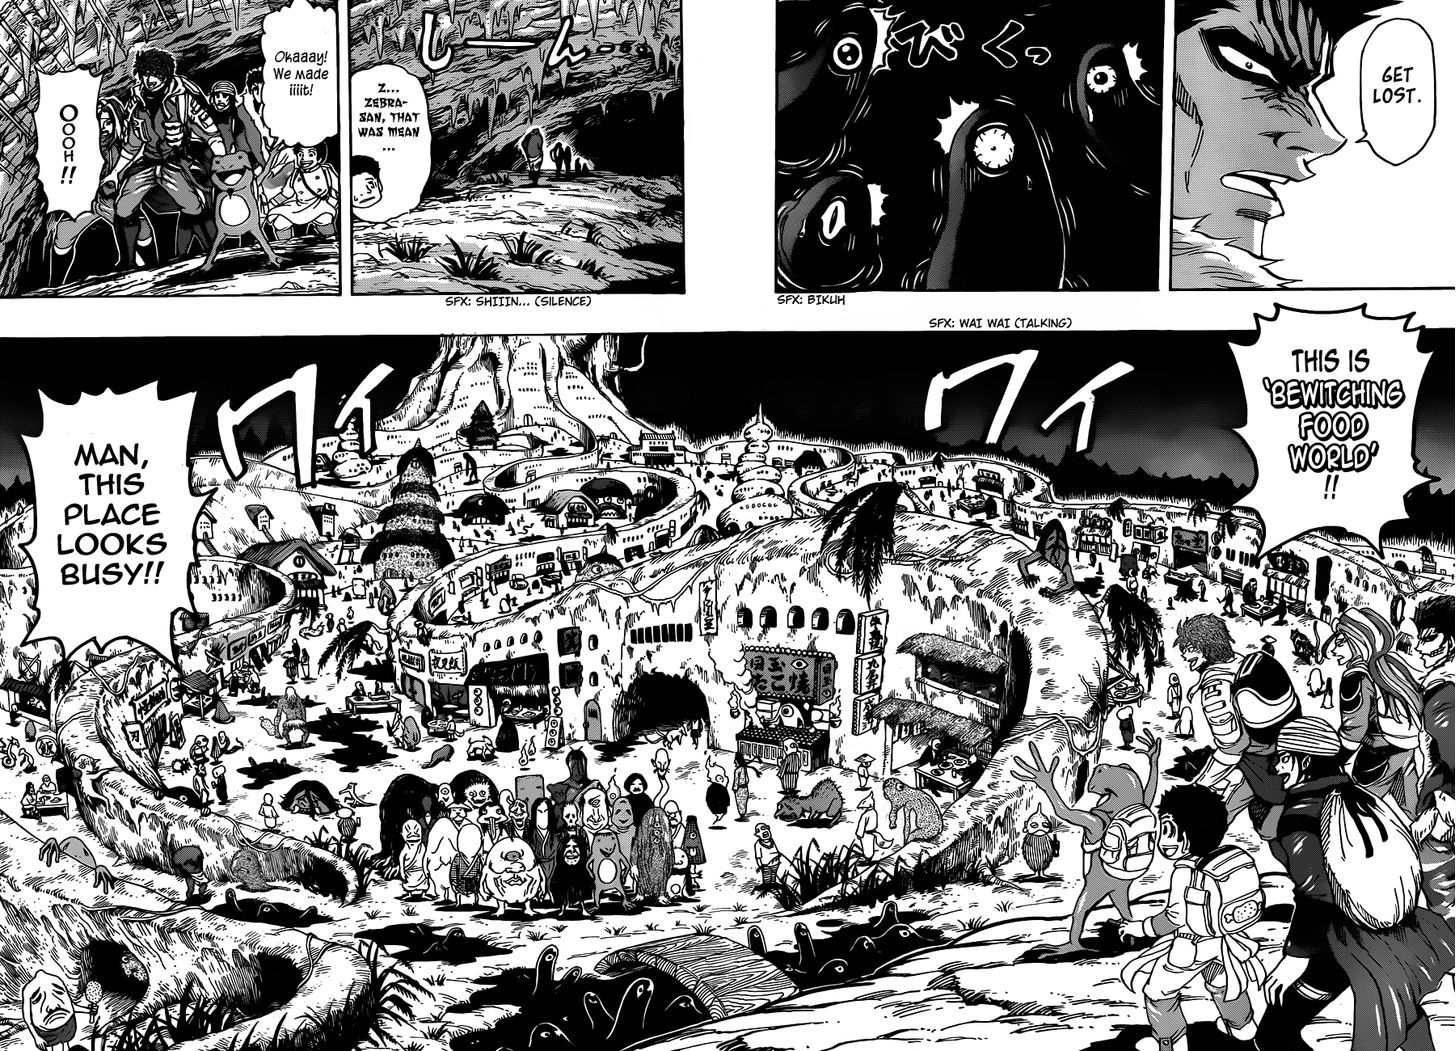 GET
LOST.
びくっ
SFX: BIKUH
しーーん…
Z...
ZEBRA-
SAN, THAT
WAS MEAN
...
SFX: SHIIIN... (SILENCE)
Okaaay!
We made
iiiit!
Oooh!!
SFX: WAI WAI (TALKING)
THIS IS
'BEWITCHING
FOOD
WORLD'
!!
ワイ
ワイ
MAN,
THIS
PLACE
LOOKS
BUSY!!